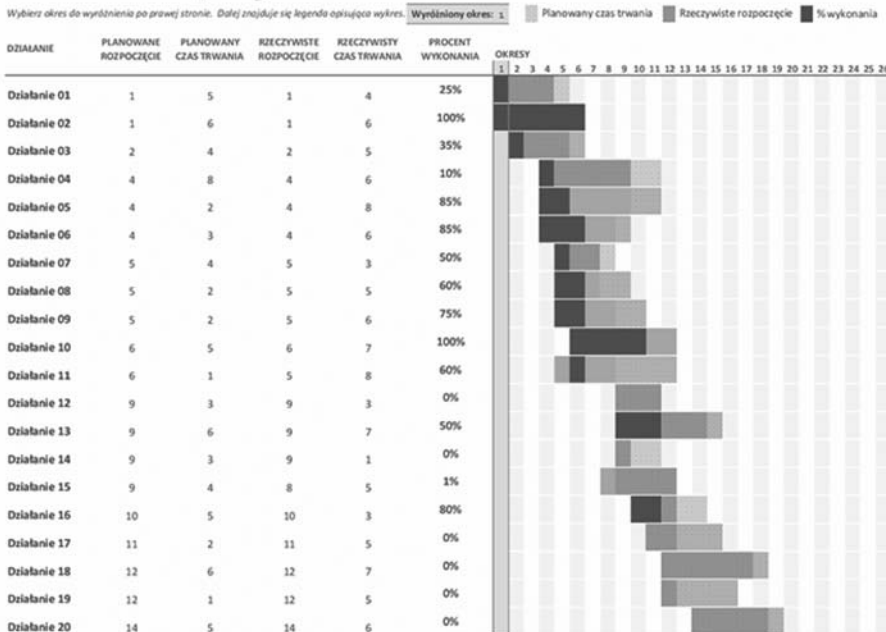 Wybierz okres do wyróżnienia po prawej stronie. Dalej znajduje się legenda opisująca wykres. Wyróżniony okres: 1 Planowany czas trwania Rzeczywiste rozpoczęcie % wykonania
DZIAŁANIE PLANOWANE ROZPOCZĘCIE PLANOWANY CZAS TRWANIA RZECZYWISTE ROZPOCZĘCIE RZECZYWISTY CZAS TRWANIA PROCENT WYKONANIA OKRESY
1 2 3 4 5 6 7 8 9 10 11 12 13 14 15 16 17 18 19 20 21 22 23 24 25 26
Działanie 01 1 5 1 4 25%
Działanie 02 1 6 1 6 100%
Działanie 03 2 4 2 5 35%
Działanie 04 4 8 4 6 10%
Działanie 05 4 2 4 8 85%
Działanie 06 4 3 4 6 85%
Działanie 07 5 4 5 3 50%
Działanie 08 5 2 5 5 60%
Działanie 09 5 2 5 6 75%
Działanie 10 6 5 6 7 100%
Działanie 11 6 1 5 8 60%
Działanie 12 9 3 9 3 0%
Działanie 13 9 6 9 7 50%
Działanie 14 9 3 9 1 0%
Działanie 15 9 4 8 5 1%
Działanie 16 10 5 10 3 80%
Działanie 17 11 2 11 5 0%
Działanie 18 12 6 12 7 0%
Działanie 19 12 1 12 5 0%
Działanie 20 14 5 14 6 0%